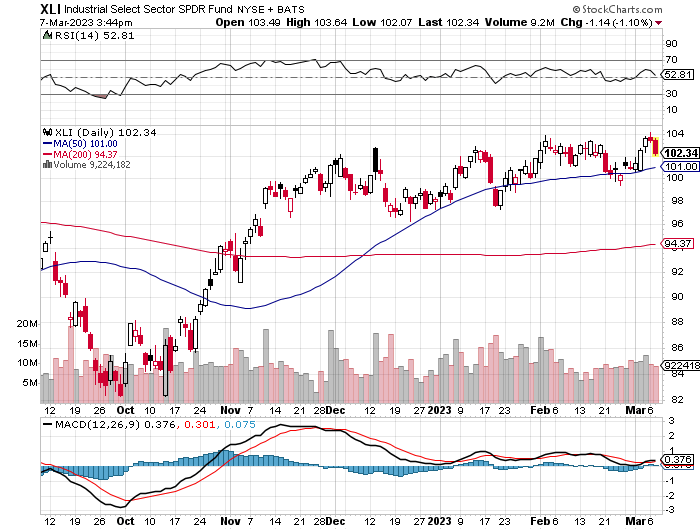 XLI Industrial Select Sector SPDR Fund NYSE + BATS © StockCharts.com
7-Mar-2023 3:44pm Open 103.49 High 103.64 Low 102.07 Last 102.34 Volume 9.2M Chg -1.14 (-1.10%)
RSI(14) 52.81
90
70
52.81
30
10
XLI (Daily) 102.34
MA(50) 101.00
MA(200) 94.37
Volume 9,224,182
104
102.34
101.00
100
98
96
94.37
92
90
88
86
922418
84
82
20M
15M
10M
5M
12 19 26 Oct 10 17 24 Nov 7 14 21 28 Dec 12 19 27 2023 9 17 23 Feb 6 13 21 Mar 6
MACD(12,26,9) 0.376, 0.301, 0.075
3
2
1
0.376
-1
-2
-3
12 19 26 Oct 10 17 24 Nov 7 14 21 28 Dec 12 19 27 2023 9 17 23 Feb 6 13 21 Mar 6